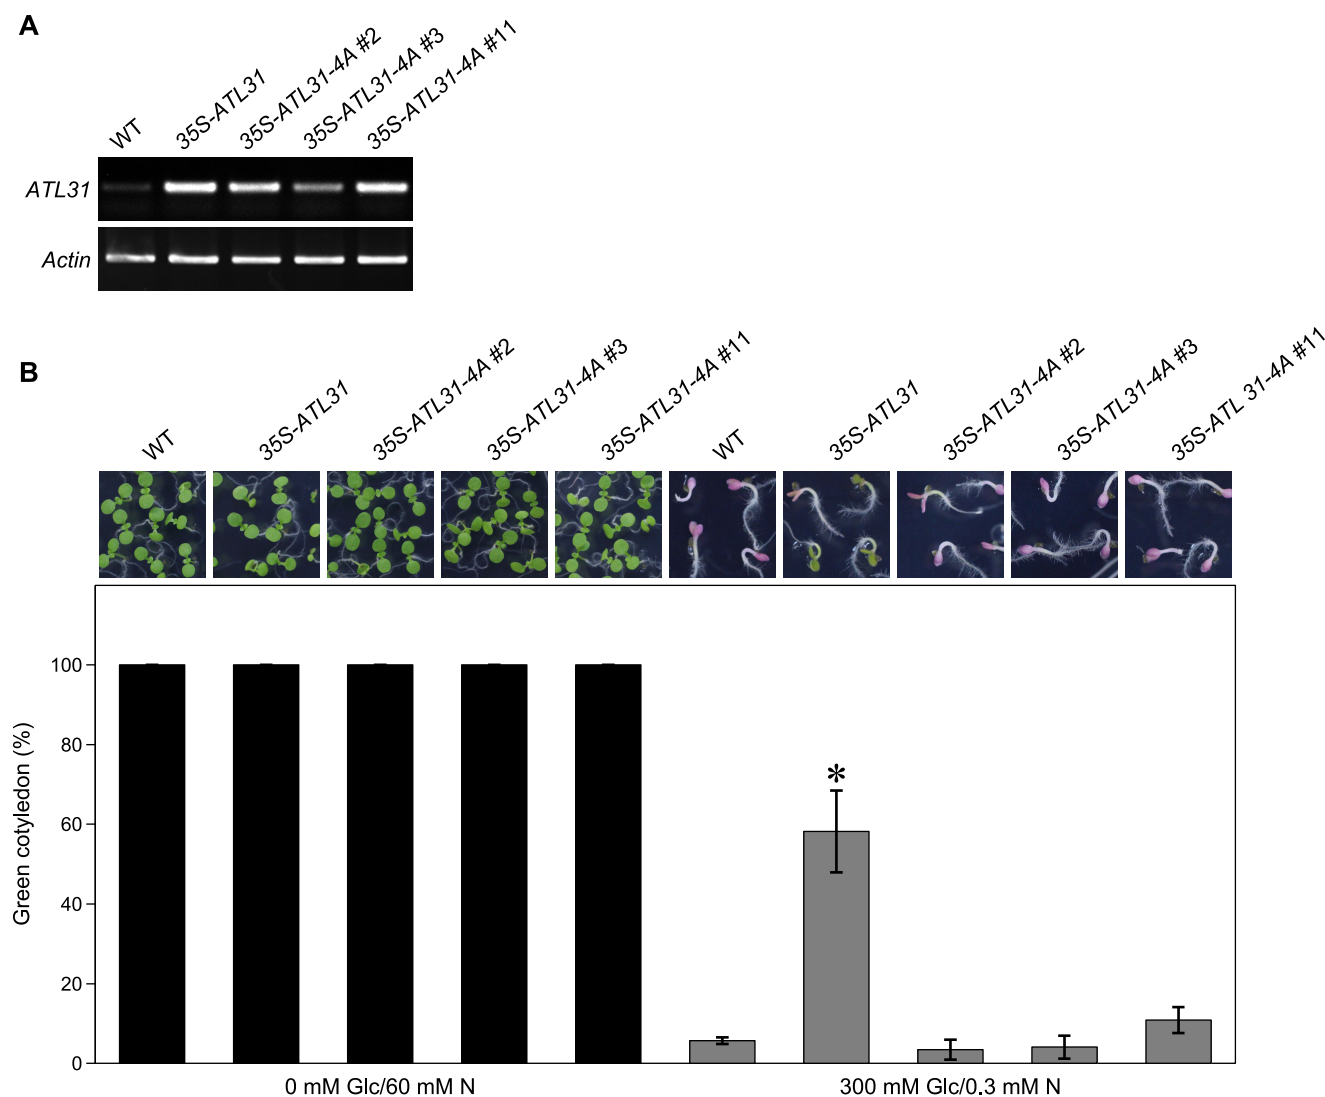 A
WT
35S-ATL31
35S-ATL31-4A #2
35S-ATL31-4A #3
35S-ATL31-4A #11
ATL31
Actin
B
WT
35S-ATL31
35S-ATL31-4A #2
35S-ATL31-4A #3
35S-ATL31-4A #11
WT
35S-ATL31
35S-ATL31-4A #2
35S-ATL31-4A #3
35S-ATL 31-4A #11
Green cotyledon (%)
100
80
60
40
20
0
*
0 mM Glc/60 mM N
300 mM Glc/0.3 mM N